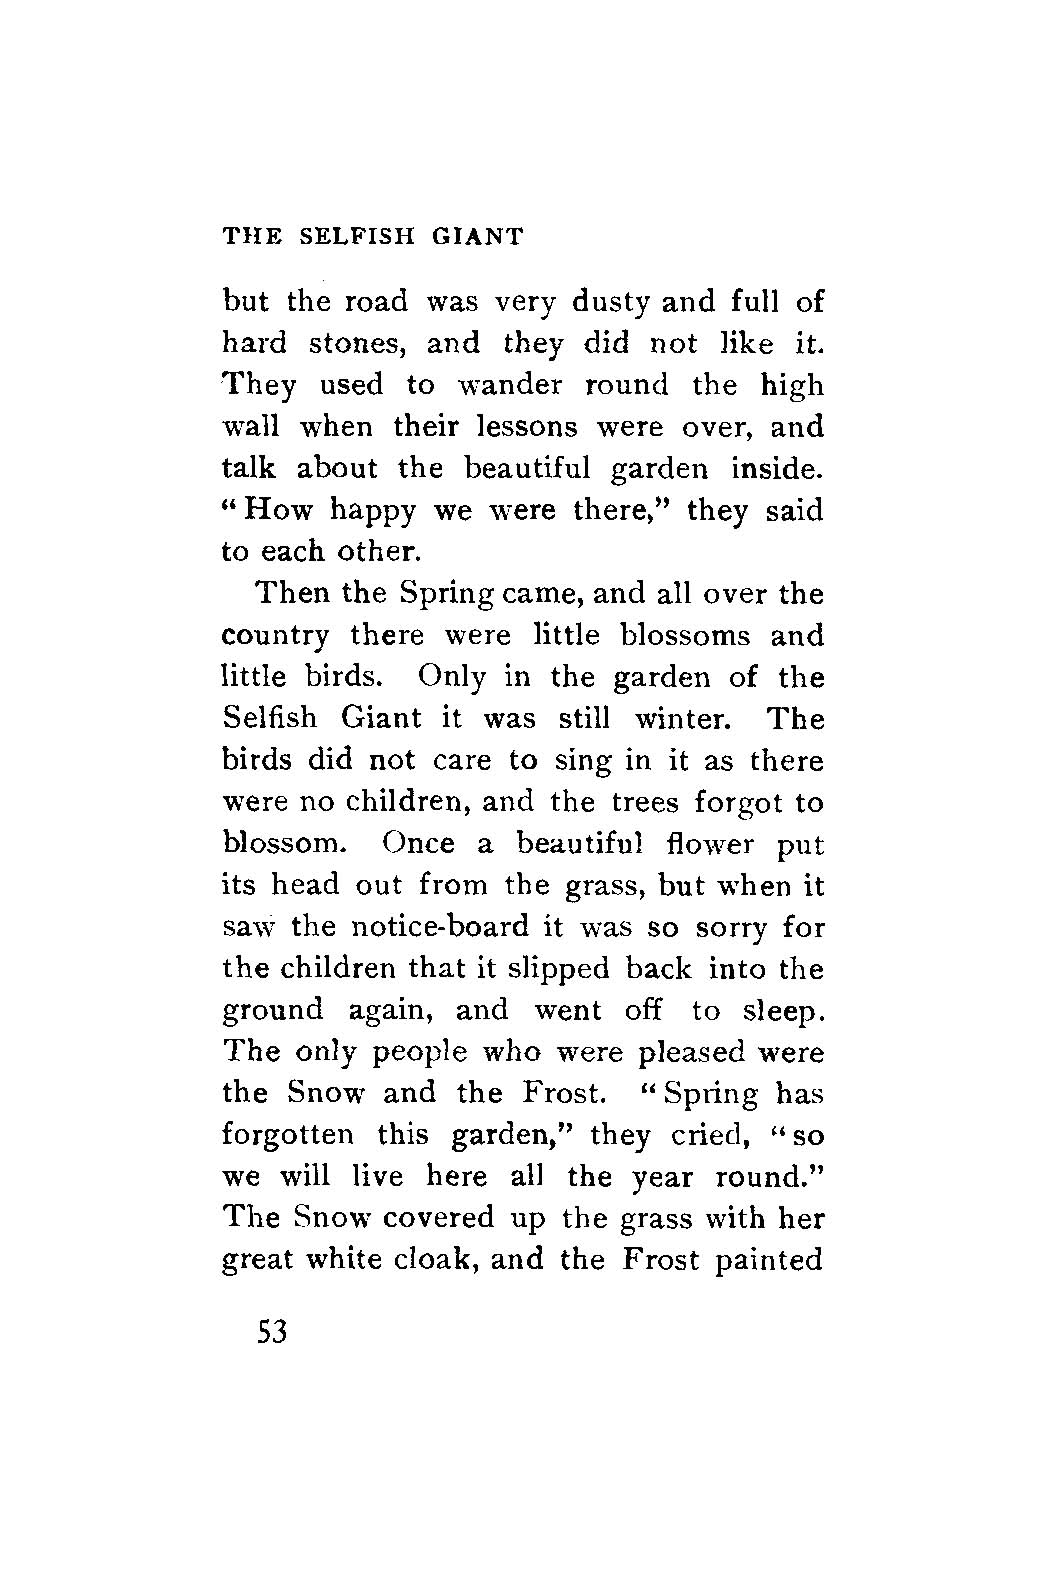 THE SELFISH GIANT
but the road was very dusty and full of
hard stones, and they did not like it.
They used to wander round the high
wall when their lessons were over, and
talk about the beautiful garden inside.
“How happy we were there,” they said
to each other.
Then the Spring came, and all over the
country there were little blossoms and
little birds. Only in the garden of the
Selfish Giant it was still winter. The
birds did not care to sing in it as there
were no children, and the trees forgot to
blossom. Once a beautiful flower put
its head out from the grass, but when it
saw the notice-board it was so sorry for
the children that it slipped back into the
ground again, and went off to sleep.
The only people who were pleased were
the Snow and the Frost. “Spring has
forgotten this garden,” they cried, “so
we will live here all the year round.”
The Snow covered up the grass with her
great white cloak, and the Frost painted
53